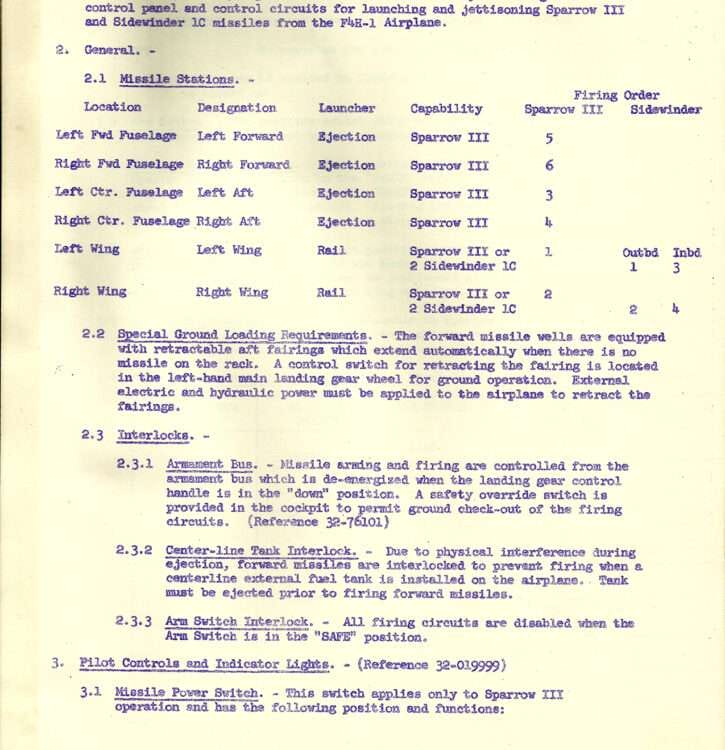 control panel and control circuits for launching and jettisoning Sparrow III
and Sidewinder 1C missiles from the F4H-1 Airplane.
2. General. -
2.1 Missile Stations. -
Firing Order
Location Designation Launcher Capability Sparrow III Sidewinder
Left Fwd Fuselage Left Forward Ejection Sparrow III 5
Right Fwd Fuselage Right Forward Ejection Sparrow III 6
Left Ctr. Fuselage Left Aft Ejection Sparrow III 3
Right Ctr. Fuselage Right Aft Ejection Sparrow III 4
Left Wing Left Wing Rail Sparrow III or 1 Outbd Inbd
2 Sidewinder 1C 1 3
Right Wing Right Wing Rail Sparrow III or 2
2 Sidewinder 1C 2 4
2.2 Special Ground Loading Requirements. - The forward missile wells are equipped
with retractable aft fairings which extend automatically when there is no
missile on the rack. A control switch for retracting the fairing is located
in the left-hand main landing gear wheel for ground operation. External
electric and hydraulic power must be applied to the airplane to retract the
fairings.
2.3 Interlocks. -
2.3.1 Armament Bus. - Missile arming and firing are controlled from the
armament bus which is de-energized when the landing gear control
handle is in the "down" position. A safety override switch is
provided in the cockpit to permit ground check-out of the firing
circuits. (Reference 32-76101)
2.3.2 Center-line Tank Interlock. - Due to physical interference during
ejection, forward missiles are interlocked to prevent firing when a
centerline external fuel tank is installed on the airplane. Tank
must be ejected prior to firing forward missiles.
2.3.3 Arm Switch Interlock. - All firing circuits are disabled when the
Arm Switch is in the "SAFE" position.
3. Pilot Controls and Indicator Lights. - (Reference 32-019999)
3.1 Missile Power Switch. - This switch applies only to Sparrow III
operation and has the following position and functions: